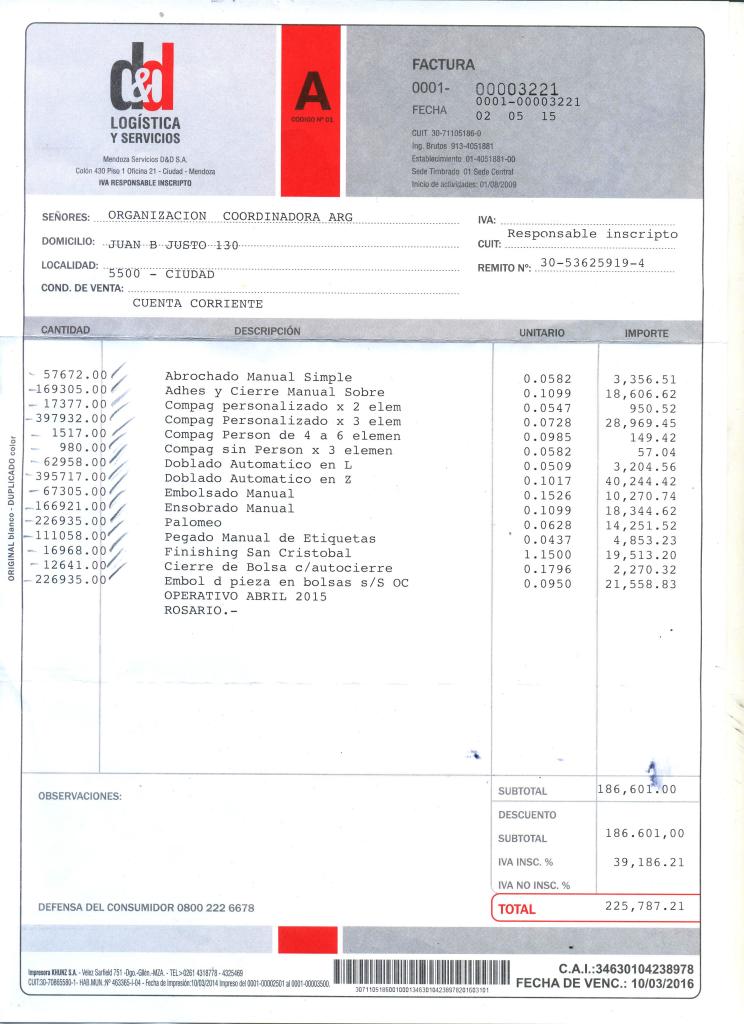 d&d
LOGÍSTICA
Y SERVICIOS
Mendoza Servicios D&D S.A.
Colón 430 Piso 1 Oficina 21 - Ciudad - Mendoza
IVA RESPONSABLE INSCRIPTO
A
CODIGO Nº 01
FACTURA
0001- 00003221
0001-00003221
FECHA 02 05 15
CUIT 30-71105186-0
Ing. Brutos 913-4051881
Establecimiento 01-4051881-00
Sede Timbrado 01 Sede Central
Inicio de actividades: 01/08/2009
SEÑORES: ORGANIZACION COORDINADORA ARG
DOMICILIO: JUAN B JUSTO 130
LOCALIDAD: 5500 - CIUDAD
COND. DE VENTA: CUENTA CORRIENTE
IVA: Responsable inscripto
CUIT: 30-53625919-4
REMITO Nº:
CANTIDAD DESCRIPCIÓN UNITARIO IMPORTE
57672.00 Abrochado Manual Simple 0.0582 3,356.51
169305.00 Adhes y Cierre Manual Sobre 0.1099 18,606.62
17377.00 Compag personalizado x 2 elem 0.0547 950.52
397932.00 Compag personalizado x 3 elem 0.0728 28,969.45
1517.00 Compag Person de 4 a 6 elemen 0.0985 149.42
980.00 Compag sin Person x 3 elemen 0.0582 57.04
62958.00 Doblado Automatico en L 0.0509 3,204.56
395717.00 Doblado Automatico en Z 0.1017 40,244.42
67305.00 Embolsado Manual 0.1526 10,270.74
166921.00 Ensobrado Manual 0.1099 18,344.62
226935.00 Palomeo 0.0628 14,251.52
111058.00 Pegado Manual de Etiquetas 0.0437 4,853.23
16968.00 Finishing San Cristobal 1.1500 19,513.20
12641.00 Cierre de Bolsa c/autocierre 0.1796 2,270.32
226935.00 Embol d pieza en bolsas s/S OC 0.0950 21,558.83
OPERATIVO ABRIL 2015
ROSARIO.-
ORIGINAL blanco - DUPLICADO color
OBSERVACIONES:
SUBTOTAL 186,601.00
DESCUENTO
SUBTOTAL 186.601,00
IVA INSC. % 39,186.21
IVA NO INSC. %
TOTAL 225,787.21
DEFENSA DEL CONSUMIDOR 0800 222 6678
Impresora KHUNZ S.A. - Vélez Sarfield 751 -Dgo.-Gllén.-MZA. - TEL>0261 4318778 - 4325469
CUIT:30-70865580-1- HAB.MUN.:Nº 463365-I-04 - Fecha de Impresión:10/03/2014 Impreso del 0001-00002501 al 0001-00003500.
C.A.I.:34630104238978
FECHA DE VENC.: 10/03/2016